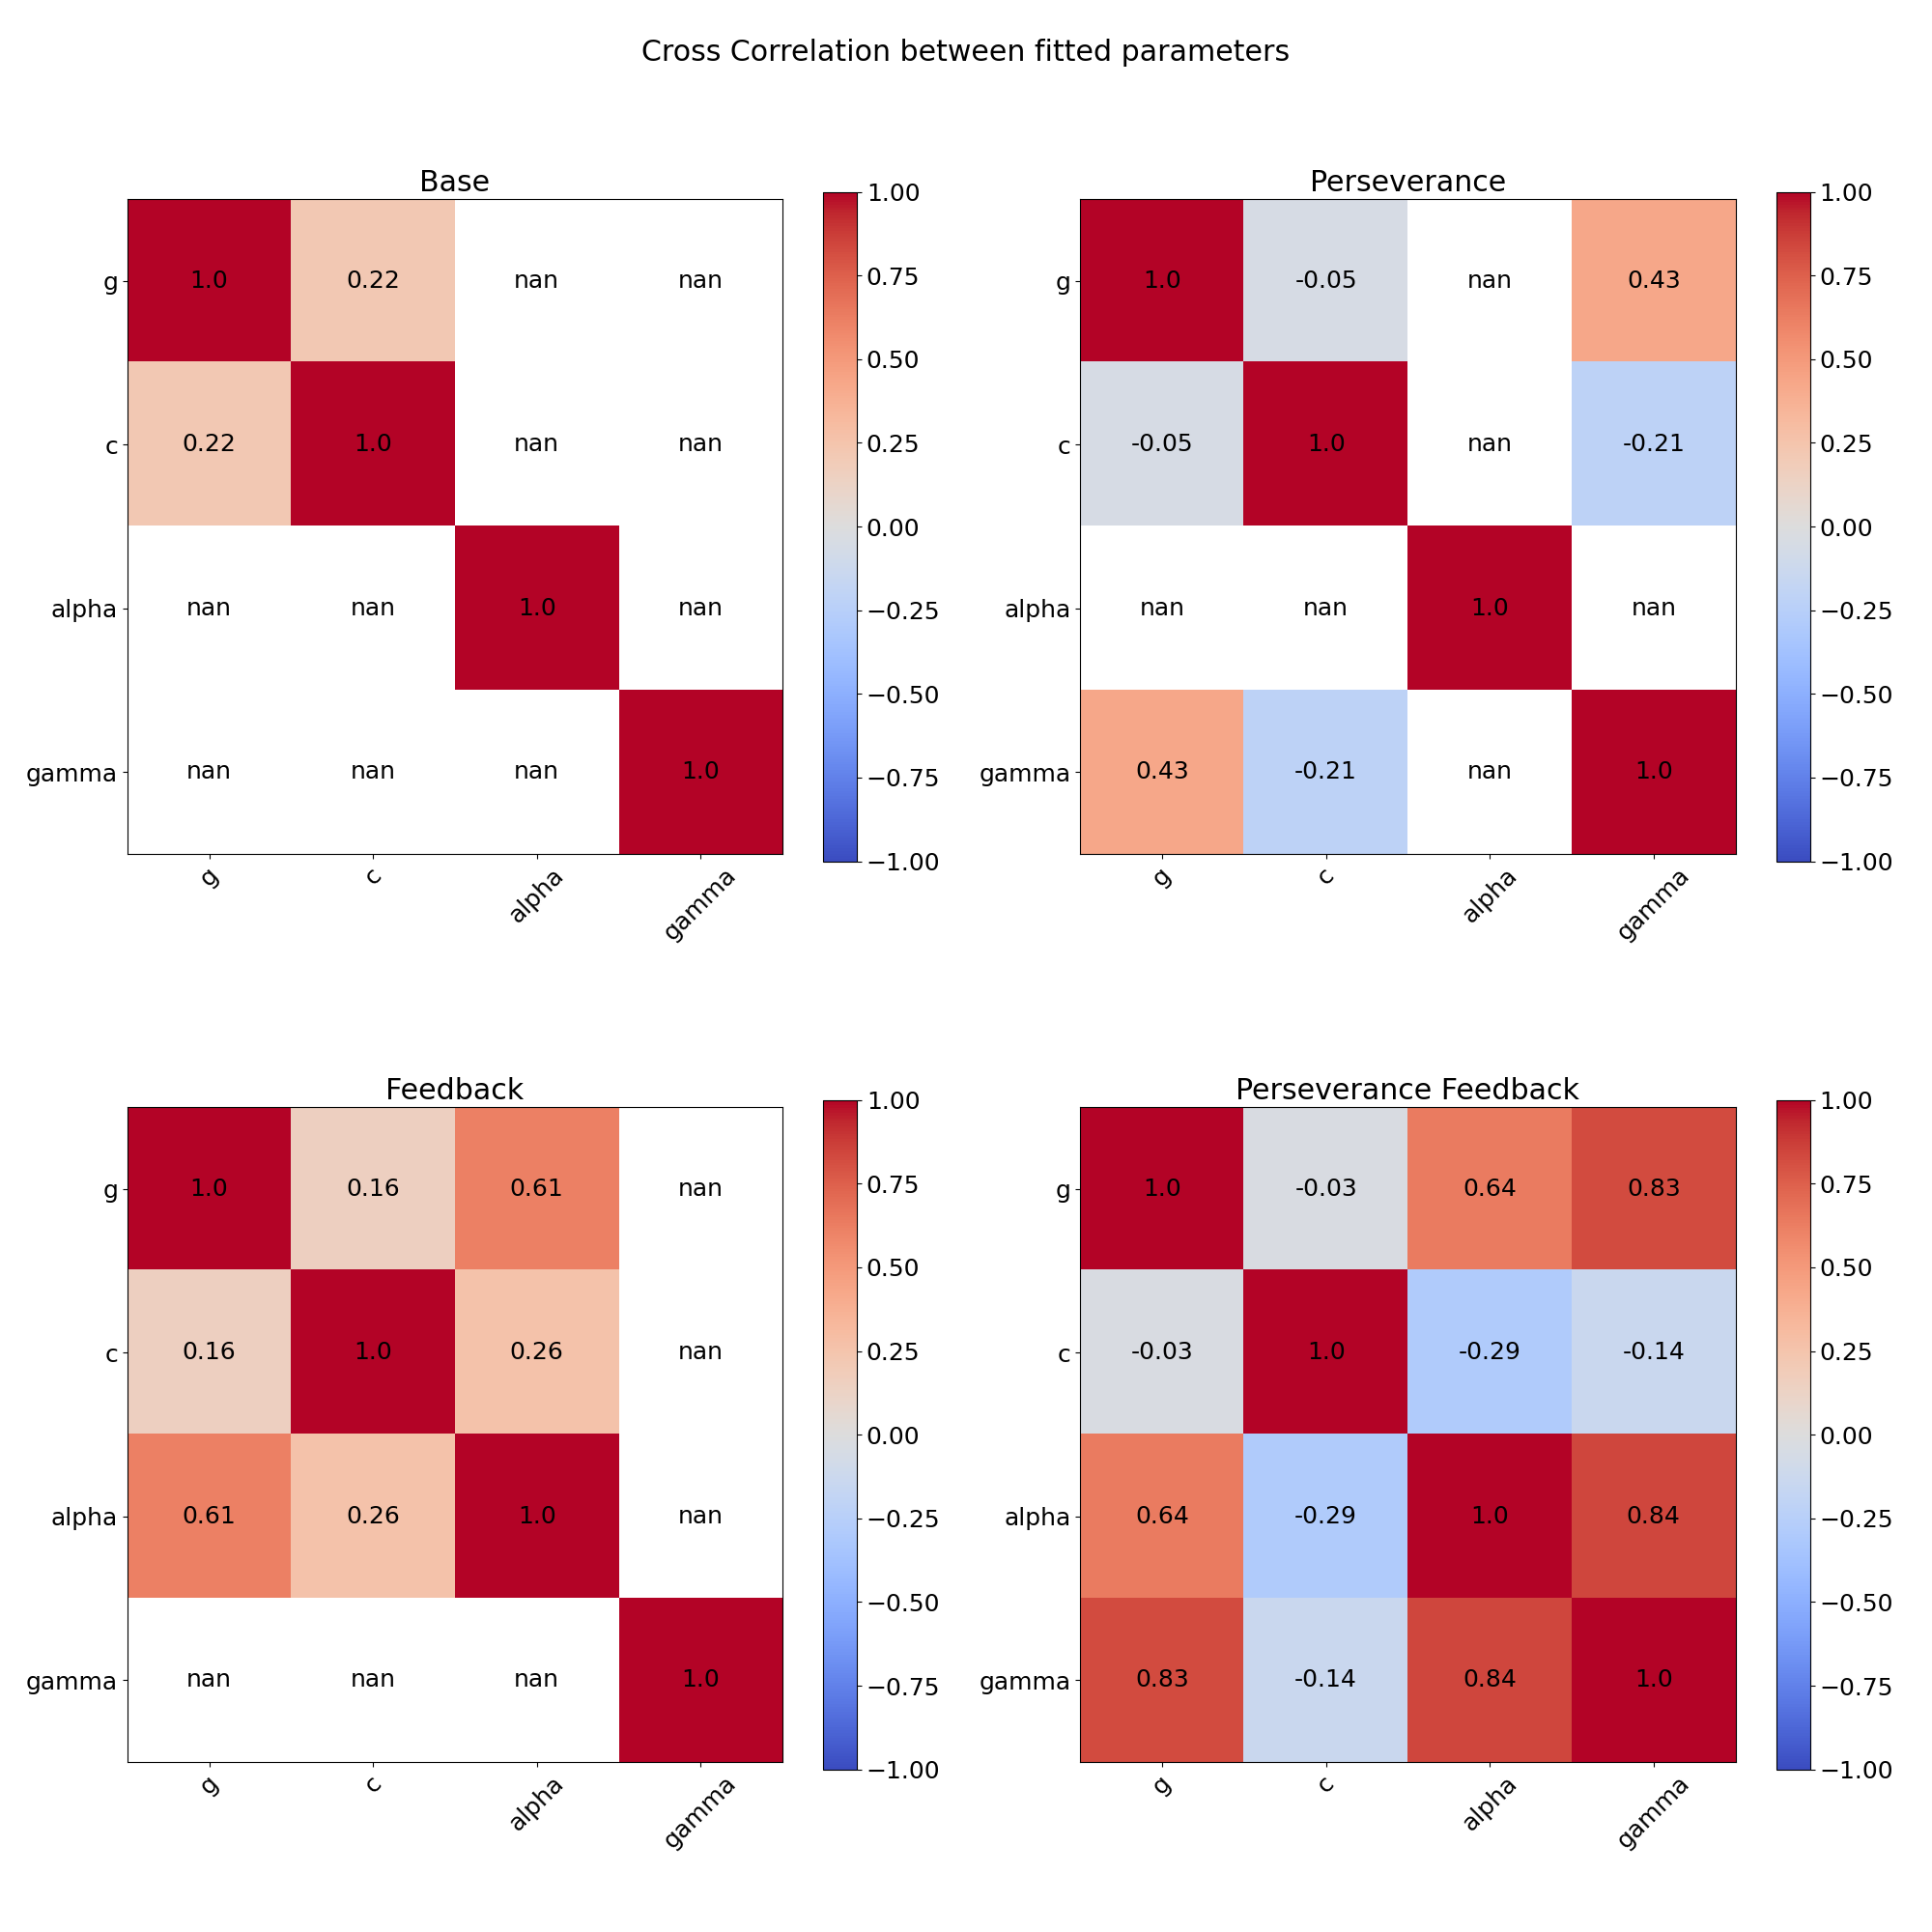 Cross Correlation between fitted parameters
Base
g 1.0 0.22 nan nan
c 0.22 1.0 nan nan
alpha nan nan 1.0 nan
gamma nan nan nan 1.0
g c alpha gamma
1.00
0.75
0.50
0.25
0.00
−0.25
−0.50
−0.75
−1.00
Perseverance
g 1.0 -0.05 nan 0.43
c -0.05 1.0 nan -0.21
alpha nan nan 1.0 nan
gamma 0.43 -0.21 nan 1.0
g c alpha gamma
1.00
0.75
0.50
0.25
0.00
−0.25
−0.50
−0.75
−1.00
Feedback
g 1.0 0.16 0.61 nan
c 0.16 1.0 0.26 nan
alpha 0.61 0.26 1.0 nan
gamma nan nan nan 1.0
g c alpha gamma
1.00
0.75
0.50
0.25
0.00
−0.25
−0.50
−0.75
−1.00
Perseverance Feedback
g 1.0 -0.03 0.64 0.83
c -0.03 1.0 -0.29 -0.14
alpha 0.64 -0.29 1.0 0.84
gamma 0.83 -0.14 0.84 1.0
g c alpha gamma
1.00
0.75
0.50
0.25
0.00
−0.25
−0.50
−0.75
−1.00